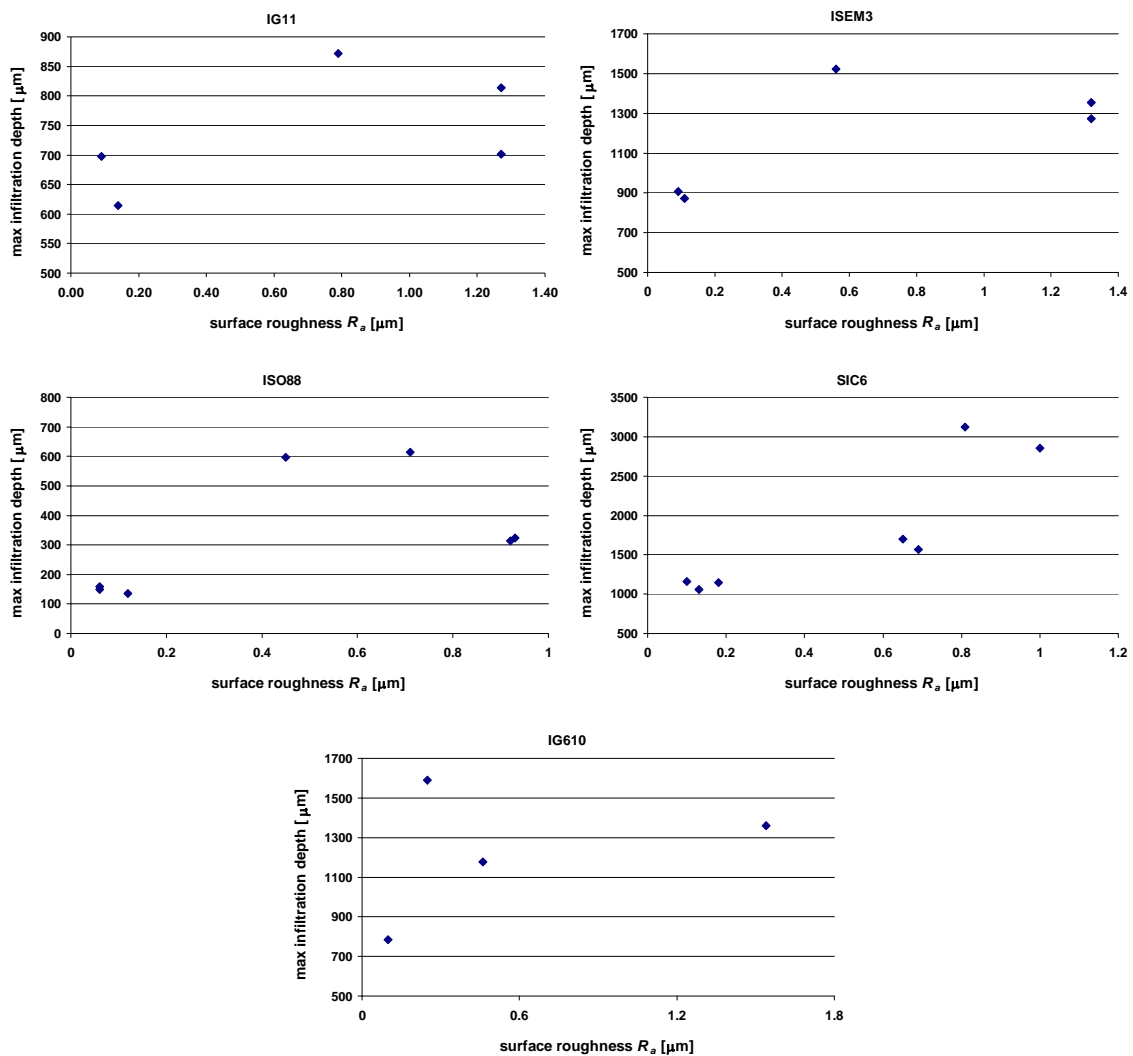 IG11
900
850
800
750
700
650
600
550
500
0.00 0.20 0.40 0.60 0.80 1.00 1.20 1.40
max infiltration depth [ μm]
surface roughness Ra [μm]
ISEM3
1700
1500
1300
1100
900
700
500
0 0.2 0.4 0.6 0.8 1 1.2 1.4
max infiltration depth [ μm]
surface roughness Ra [μm]
ISO88
800
700
600
500
400
300
200
100
0
0 0.2 0.4 0.6 0.8 1
max infiltration depth [ μm]
surface roughness Ra [μm]
SIC6
3500
3000
2500
2000
1500
1000
500
0 0.2 0.4 0.6 0.8 1 1.2
max infiltration depth [ μm]
surface roughness Ra [μm]
IG610
1700
1500
1300
1100
900
700
500
0 0.6 1.2 1.8
max infiltration depth [ μm]
surface roughness Ra [μm]